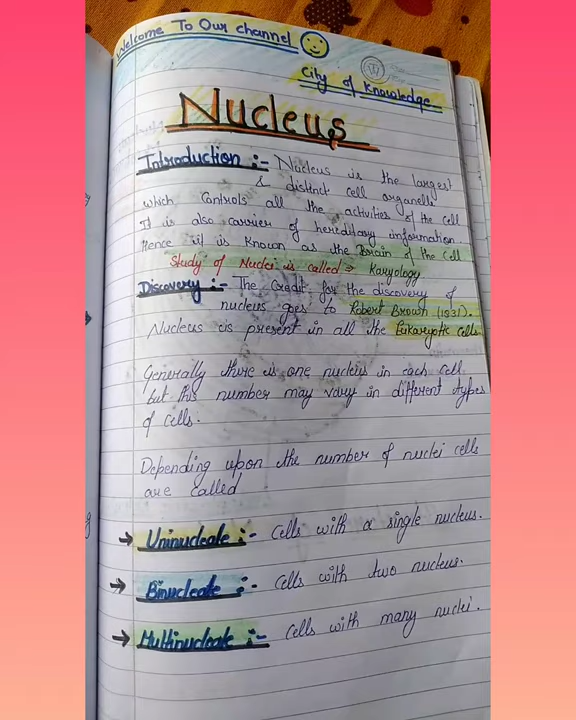 Welcome To Our channel
City of Knowledge
Nucleus
Introduction :- Nucleus is the largest
& distinct cell organelle
which Controls all the activities of the cell
It is also carrier of hereditary information
Hence it is known as the Brain of the Cell
Study of Nuclei is called → Karyology
Discovery :- The Credit for the discovery of
nucleus goes to Robert Brown (1831).
Nucleus is present in all the Eukaryotic cells
Generally there is one nucleus in each cell
but this number may vary in different types
of cells.
Depending upon the number of nuclei cells
are called
→ Uninucleate :- Cells with a single nucleus.
→ Binucleate :- Cells with two nucleus.
→ Multinucleate :- Cells with many nuclei.